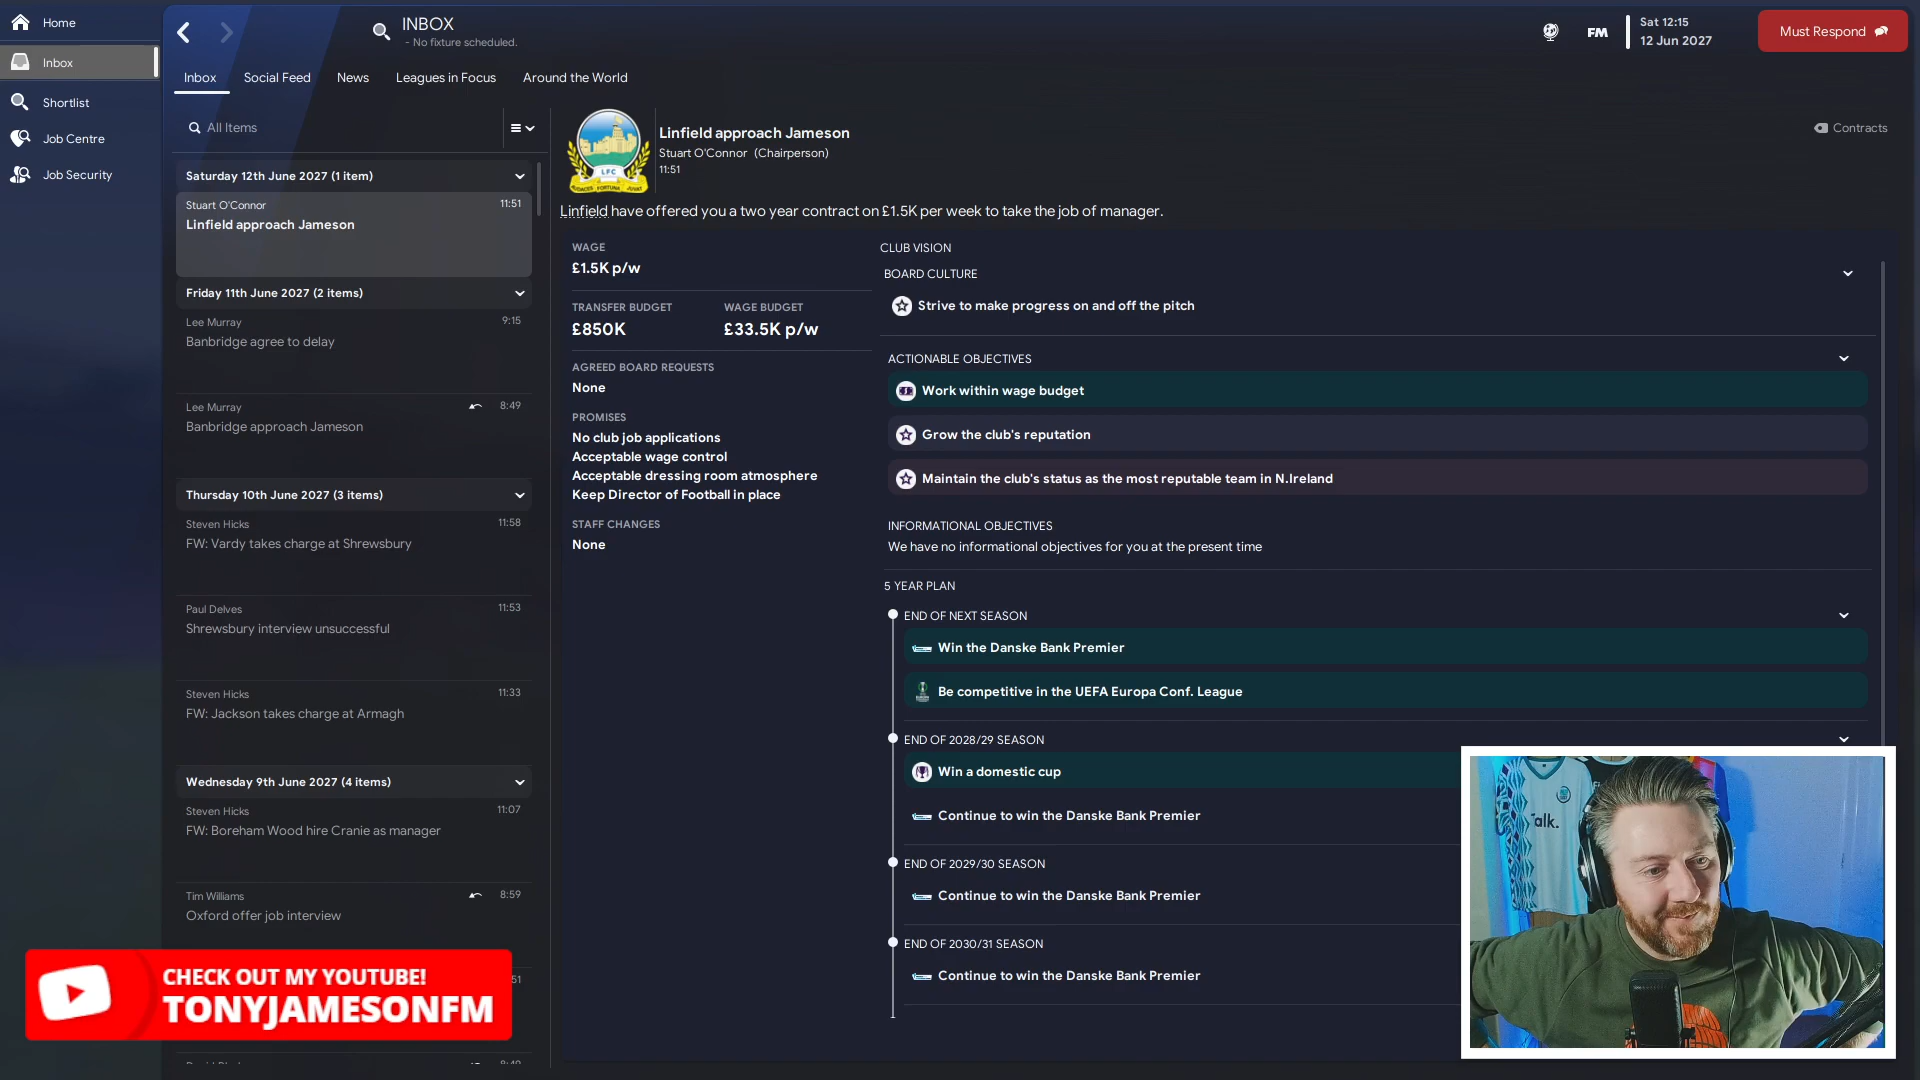 Home
Inbox
Shortlist
Job Centre
Job Security
INBOX
- No fixture scheduled.
FM
Sat 12:15
12 Jun 2027
Must Respond
Inbox
Social Feed
News
Leagues in Focus
Around the World
All Items
Saturday 12th June 2027 (1 item)
Stuart O'Connor 11:51
Linfield approach Jameson
Friday 11th June 2027 (2 items)
Lee Murray 9:15
Banbridge agree to delay
Lee Murray 8:49
Banbridge approach Jameson
Thursday 10th June 2027 (3 items)
Steven Hicks 11:58
FW: Vardy takes charge at Shrewsbury
Paul Delves 11:53
Shrewsbury interview unsuccessful
Steven Hicks 11:33
FW: Jackson takes charge at Armagh
Wednesday 9th June 2027 (4 items)
Steven Hicks 11:07
FW: Boreham Wood hire Cranie as manager
Tim Williams 8:59
Oxford offer job interview
CHECK OUT MY YOUTUBE!
TONYJAMESONFM
LFC
Linfield approach Jameson
Stuart O'Connor (Chairperson)
11:51
Contracts
Linfield have offered you a two year contract on £1.5K per week to take the job of manager.
WAGE
£1.5K p/w
TRANSFER BUDGET
£850K
WAGE BUDGET
£33.5K p/w
AGREED BOARD REQUESTS
None
PROMISES
No club job applications
Acceptable wage control
Acceptable dressing room atmosphere
Keep Director of Football in place
STAFF CHANGES
None
CLUB VISION
BOARD CULTURE
Strive to make progress on and off the pitch
ACTIONABLE OBJECTIVES
Work within wage budget
Grow the club's reputation
Maintain the club's status as the most reputable team in N.Ireland
INFORMATIONAL OBJECTIVES
We have no informational objectives for you at the present time
5 YEAR PLAN
END OF NEXT SEASON
Win the Danske Bank Premier
Be competitive in the UEFA Europa Conf. League
END OF 2028/29 SEASON
Win a domestic cup
Continue to win the Danske Bank Premier
END OF 2029/30 SEASON
Continue to win the Danske Bank Premier
END OF 2030/31 SEASON
Continue to win the Danske Bank Premier